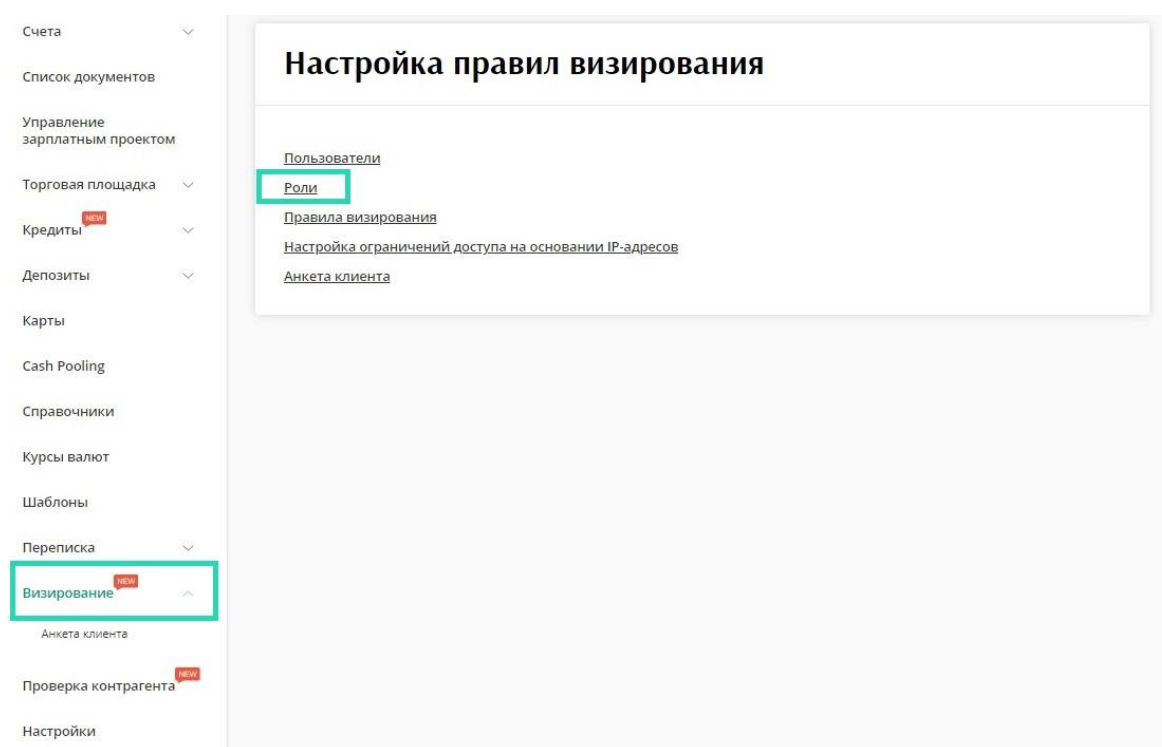 Счета
Список документов
Управление
зарплатным проектом
Торговая площадка
NEW
Кредиты
Депозиты
Карты
Cash Pooling
Справочники
Курсы валют
Шаблоны
Переписка
NEW
Визирование
Анкета клиента
NEW
Проверка контрагента
Настройки
Настройка правил визирования
Пользователи
Роли
Правила визирования
Настройка ограничений доступа на основании IP-адресов
Анкета клиента